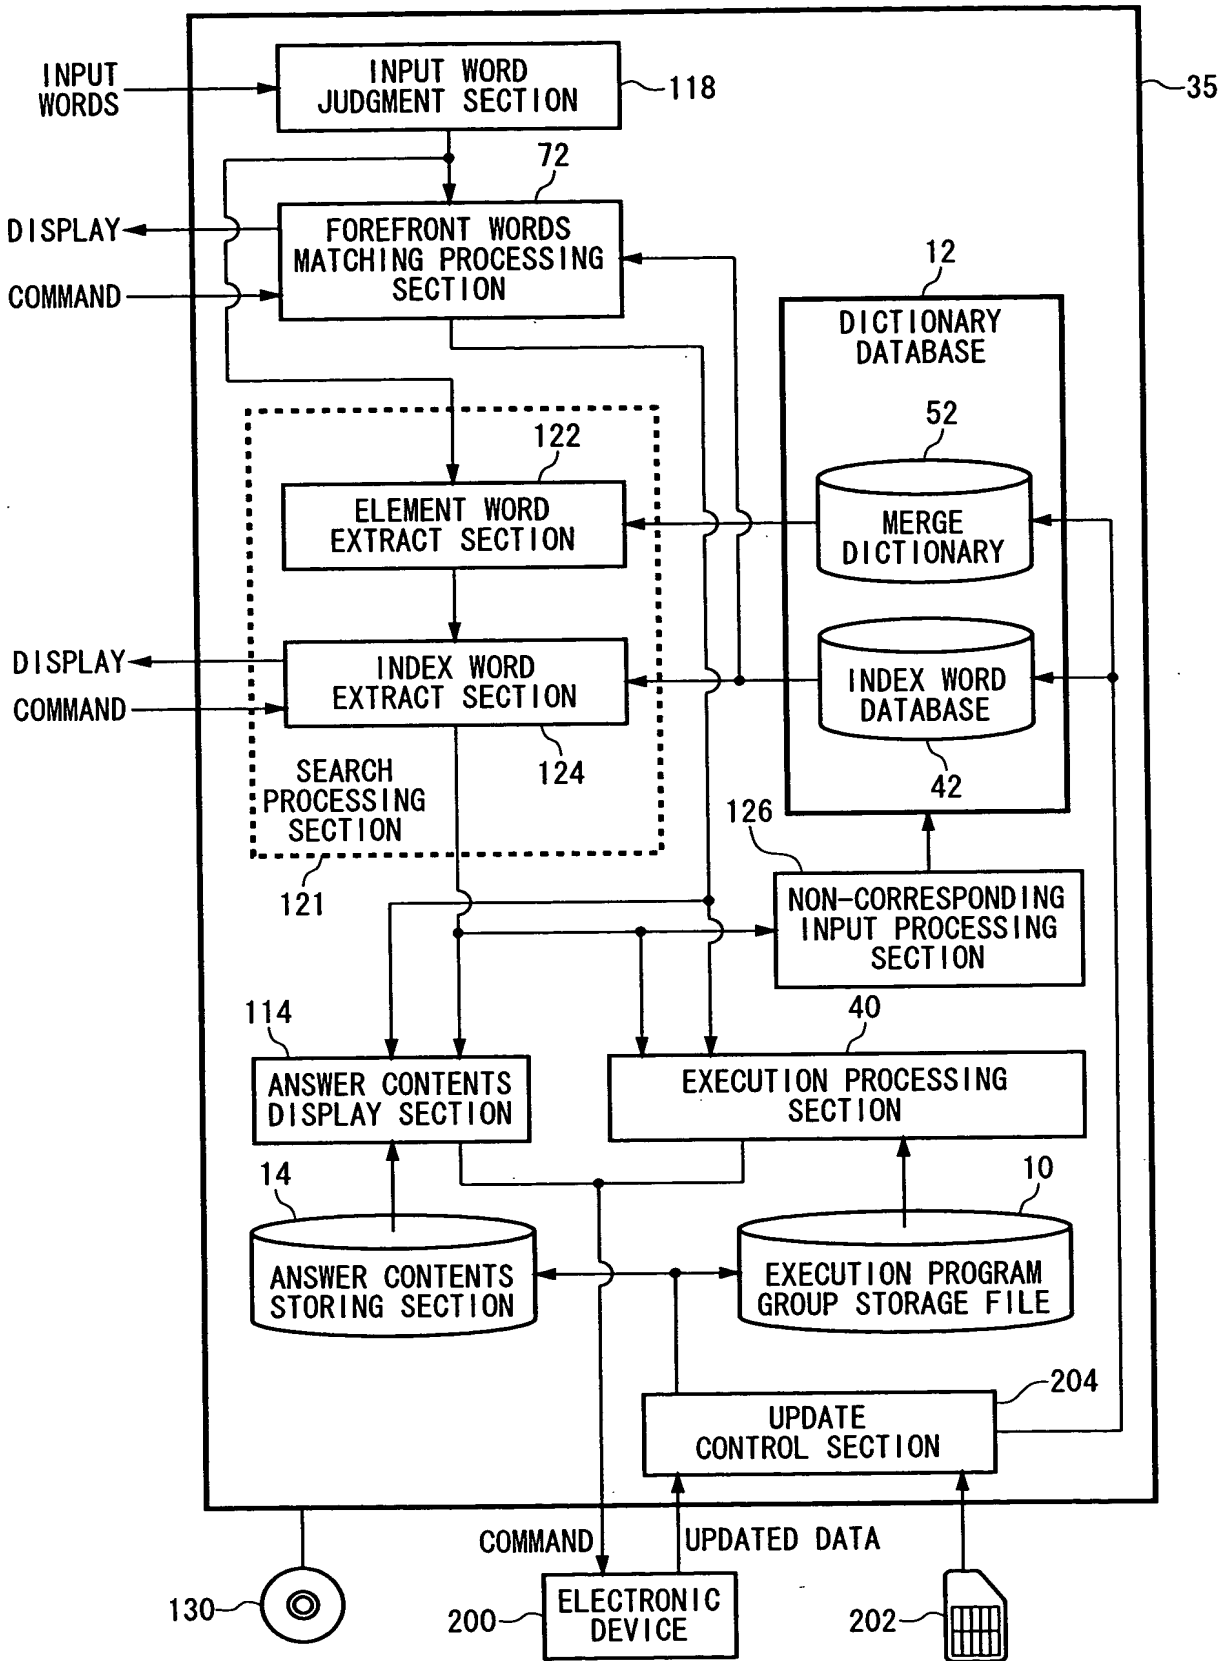 INPUT
WORDS
INPUT WORD
JUDGMENT SECTION
118
35
72
DISPLAY
COMMAND
FOREFRONT WORDS
MATCHING PROCESSING
SECTION
12
DICTIONARY
DATABASE
122
52
ELEMENT WORD
EXTRACT SECTION
MERGE
DICTIONARY
DISPLAY
COMMAND
INDEX WORD
EXTRACT SECTION
INDEX WORD
DATABASE
124
42
SEARCH
PROCESSING
SECTION
121
126
NON-CORRESPONDING
INPUT PROCESSING
SECTION
114
40
ANSWER CONTENTS
DISPLAY SECTION
EXECUTION PROCESSING
SECTION
14
10
ANSWER CONTENTS
STORING SECTION
EXECUTION PROGRAM
GROUP STORAGE FILE
204
UPDATE
CONTROL SECTION
COMMAND
UPDATED DATA
130
200
ELECTRONIC
DEVICE
202